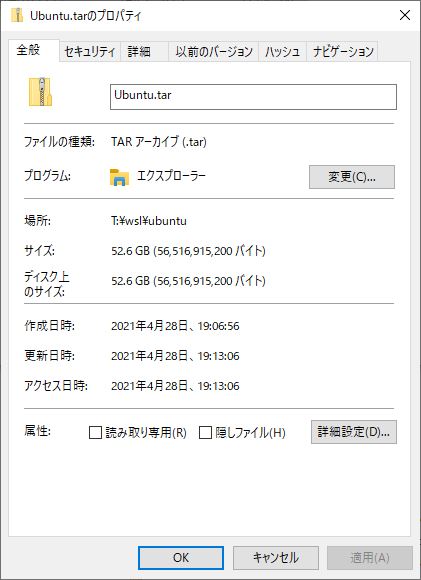 Ubuntu.tarのプロパティ
全般 セキュリティ 詳細 以前のバージョン ハッシュ ナビゲーション
Ubuntu.tar
ファイルの種類: TAR アーカイブ (.tar)
プログラム: エクスプローラー 変更(C)...
場所: T:¥wsl¥ubuntu
サイズ: 52.6 GB (56,516,915,200 バイト)
ディスク上
のサイズ: 52.6 GB (56,516,915,200 バイト)
作成日時: 2021年4月28日、19:06:56
更新日時: 2021年4月28日、19:13:06
アクセス日時: 2021年4月28日、19:13:06
属性: 読み取り専用(R) 隠しファイル(H) 詳細設定(D)...
OK キャンセル 適用(A)